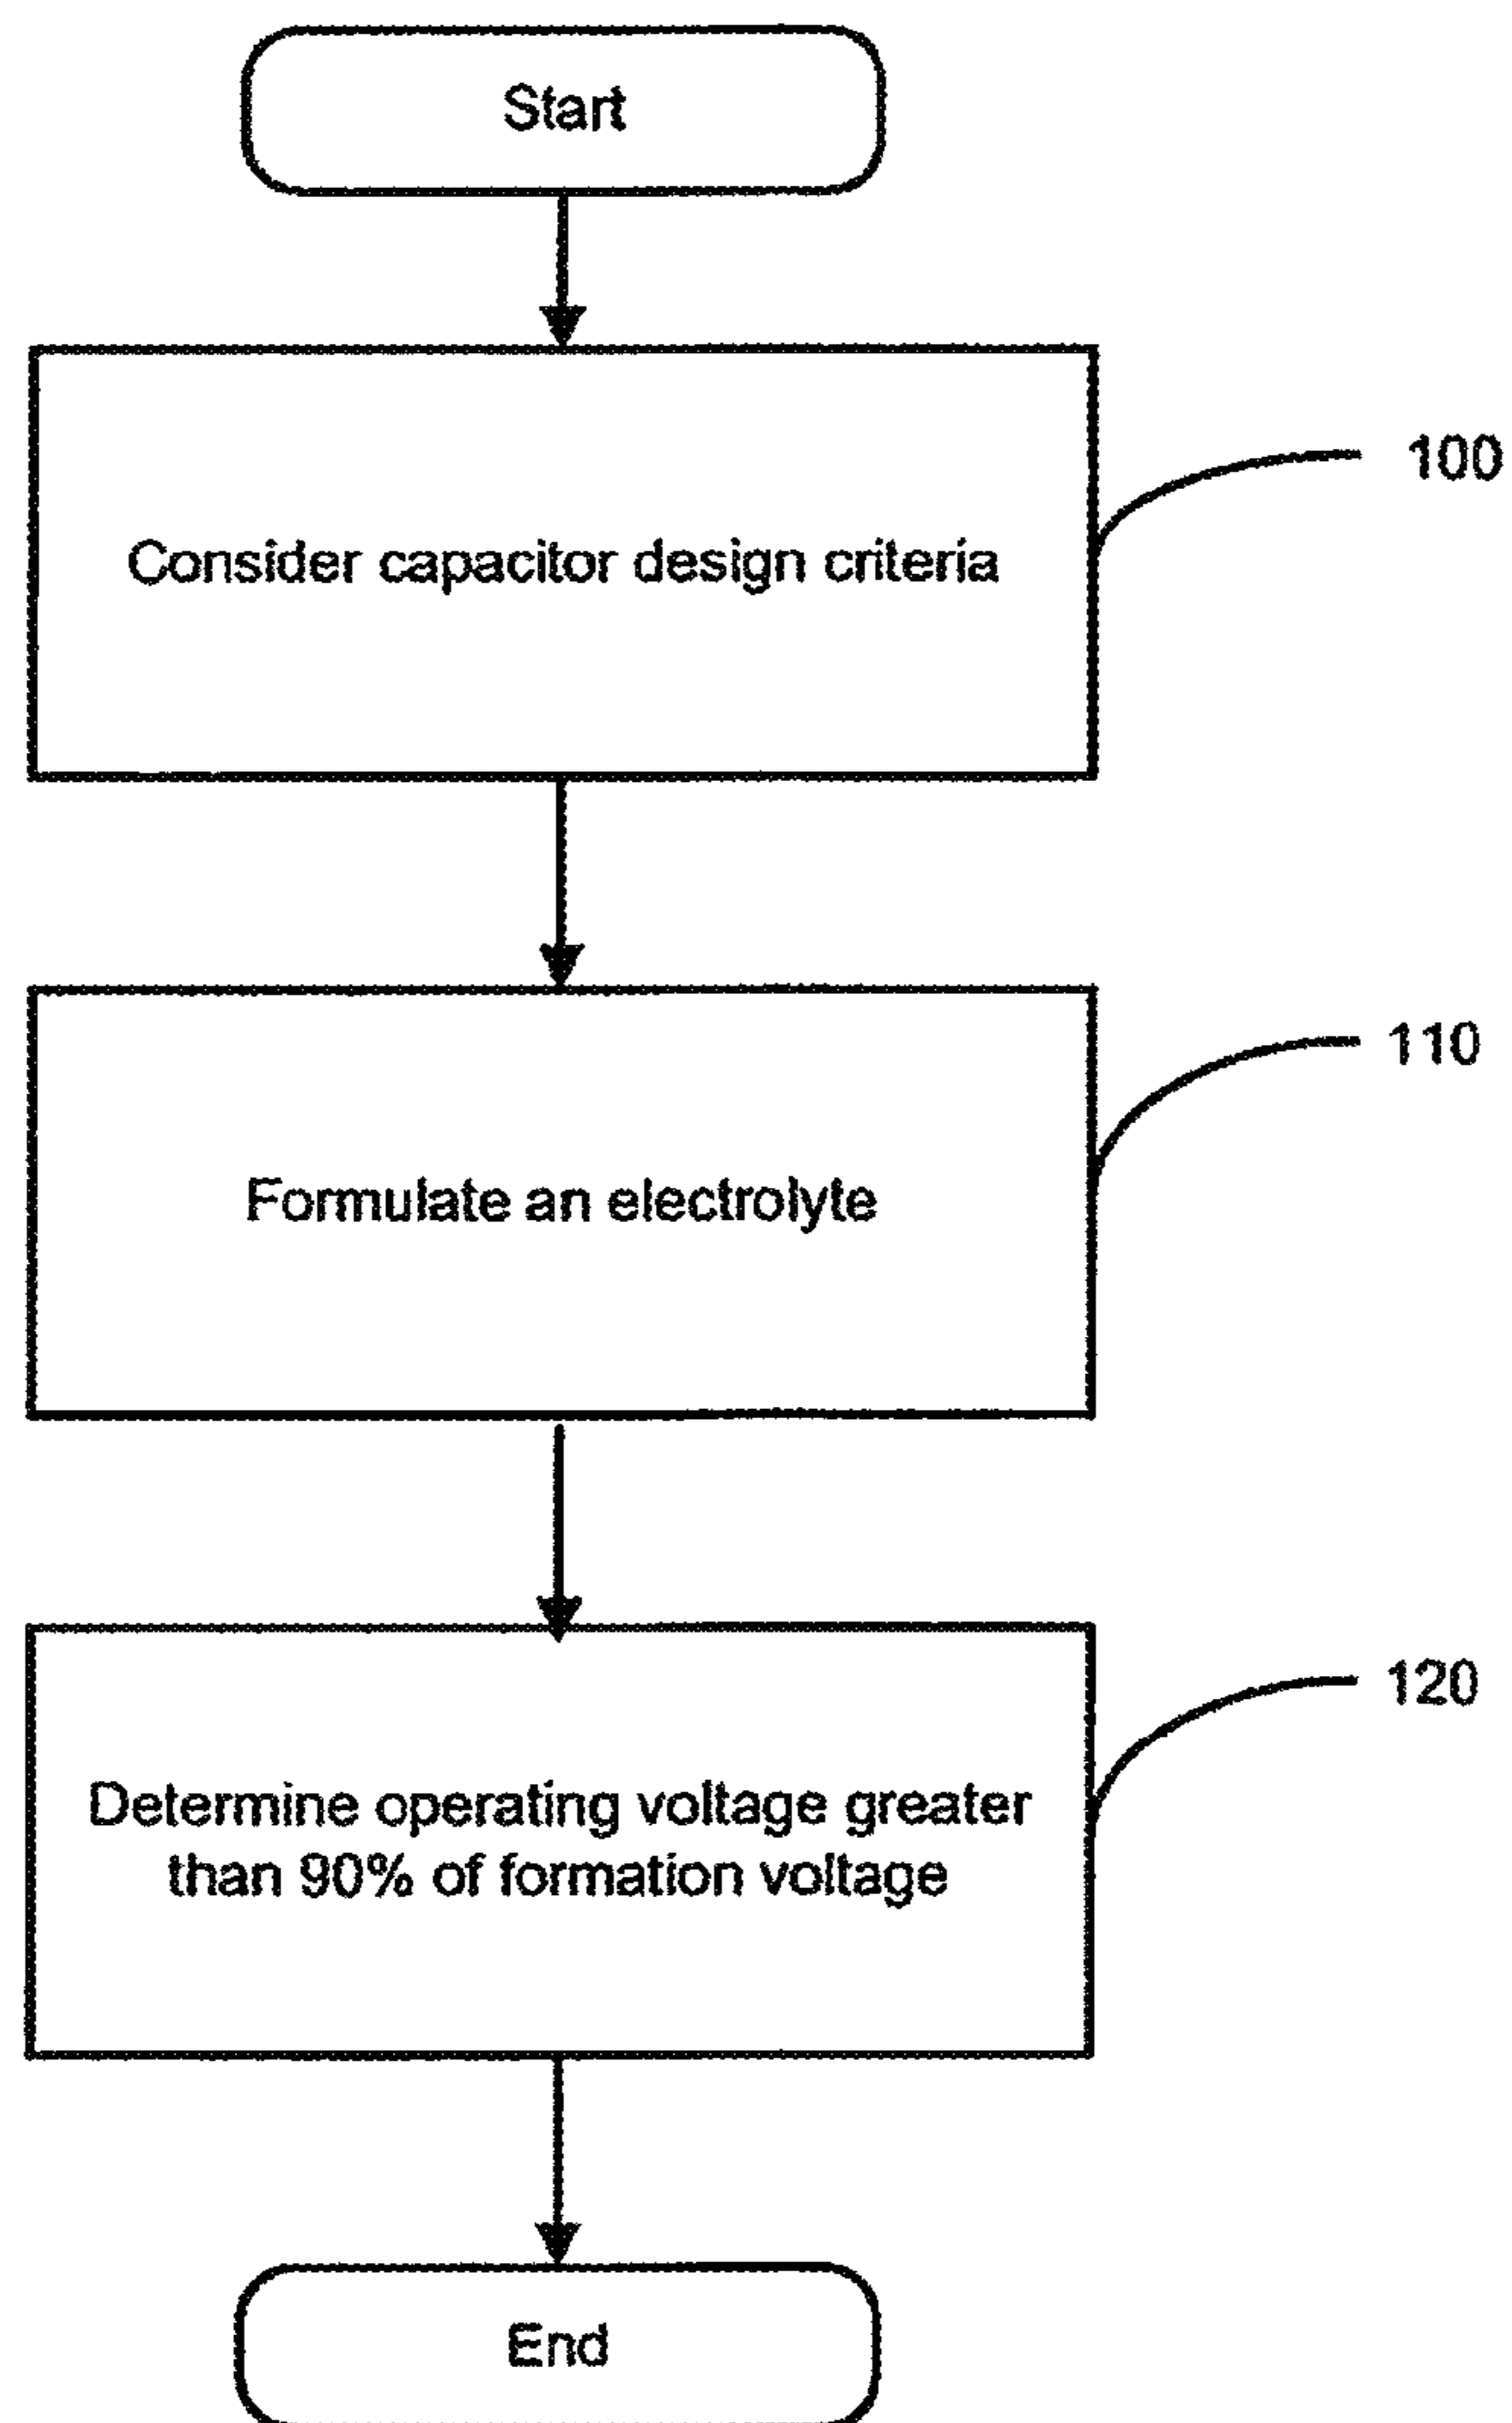 Start
Consider capacitor design criteria
100
Formulate an electrolyte
110
Determine operating voltage greater
than 90% of formation voltage
120
End